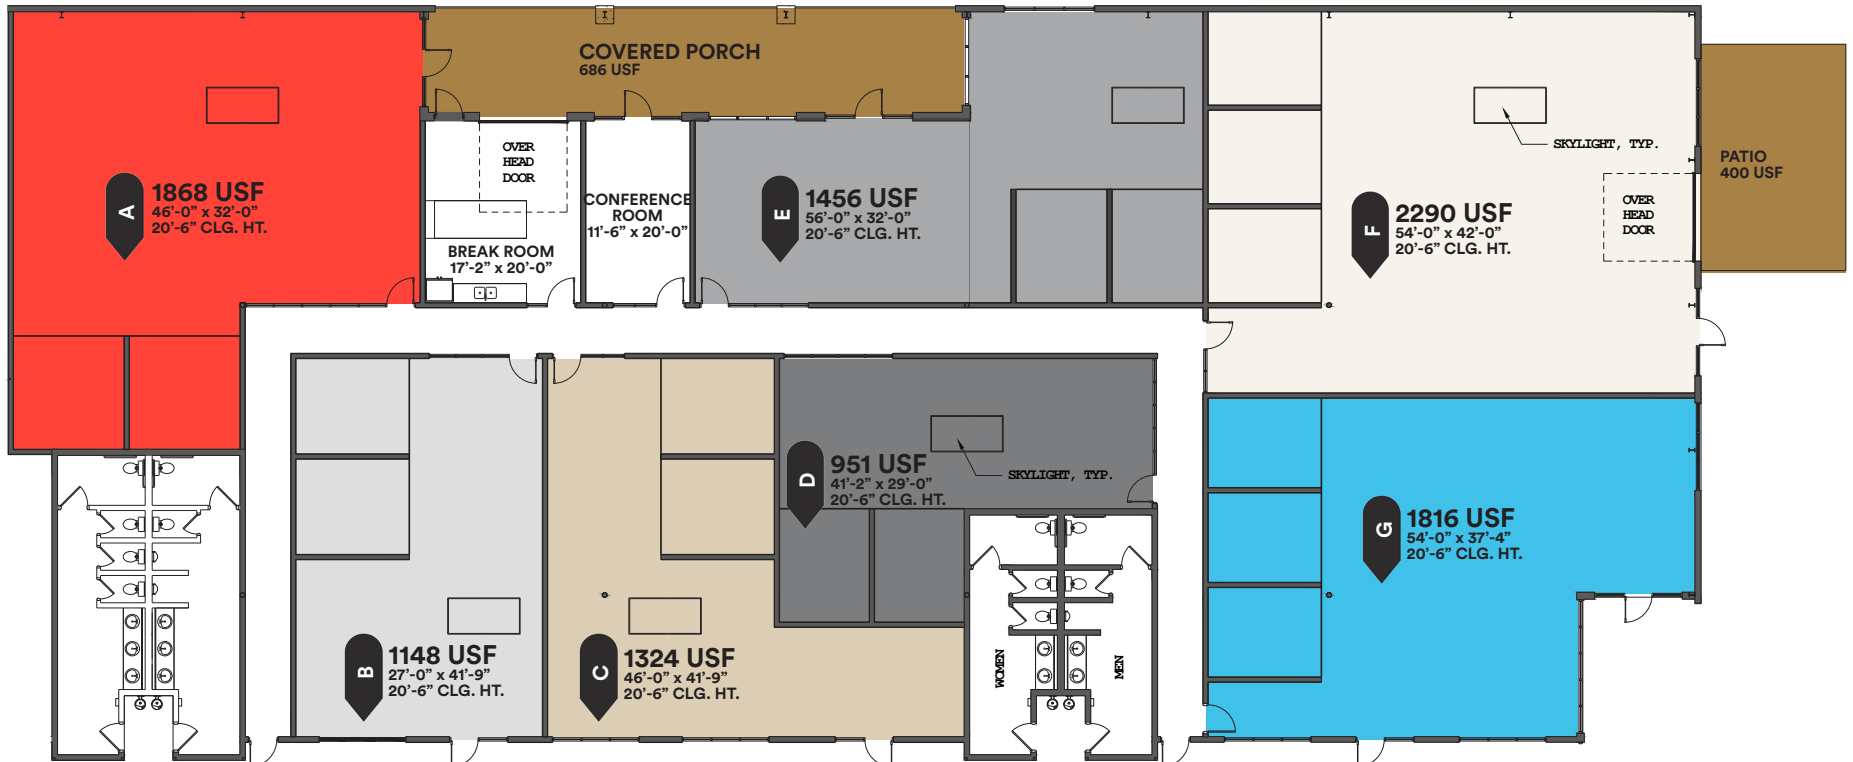 COVERED PORCH
686 USF
OVER
HEAD
DOOR
SKYLIGHT, TYP.
PATIO
400 USF
A
1868 USF
46'-0" x 32'-0"
20'-6" CLG. HT.
CONFERENCE
ROOM
11'-6" x 20'-0"
E
1456 USF
56'-0" x 32'-0"
20'-6" CLG. HT.
F
2290 USF
54'-0" x 42'-0"
20'-6" CLG. HT.
OVER
HEAD
DOOR
BREAK ROOM
17'-2" x 20'-0"
D
951 USF
41'-2" x 29'-0"
20'-6" CLG. HT.
SKYLIGHT, TYP.
G
1816 USF
54'-0" x 37'-4"
20'-6" CLG. HT.
B
1148 USF
27'-0" x 41'-9"
20'-6" CLG. HT.
C
1324 USF
46'-0" x 41'-9"
20'-6" CLG. HT.
WOMEN
MEN